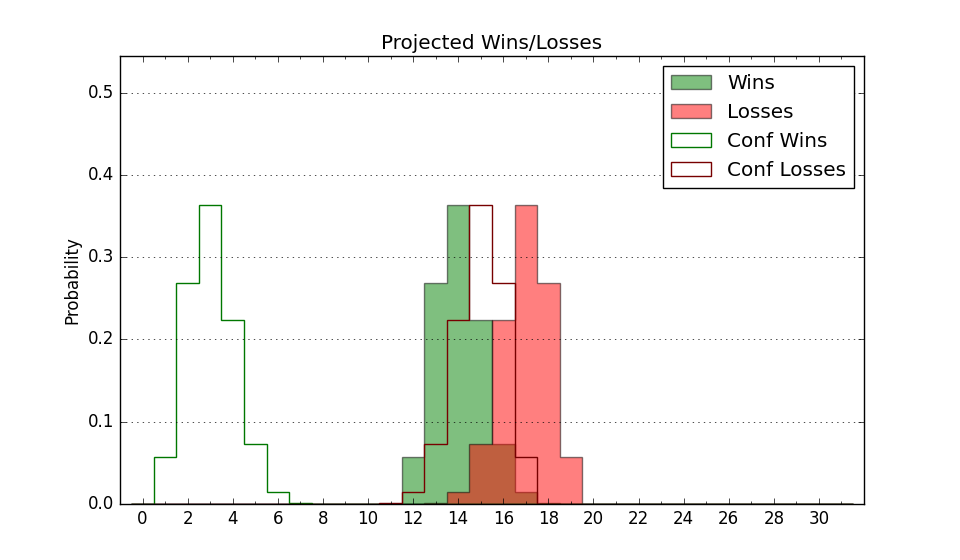 Projected Wins/Losses
Wins
Losses
Conf Wins
Conf Losses
Probability
0.5
0.4
0.3
0.2
0.1
0.0
0 2 4 6 8 10 12 14 16 18 20 22 24 26 28 30